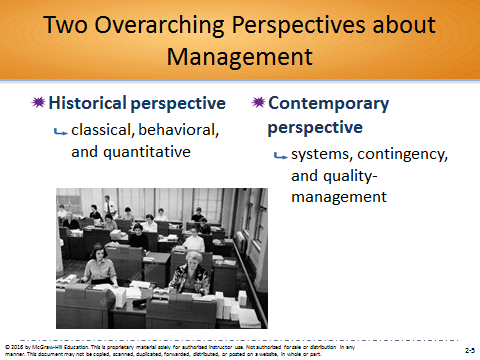 Two Overarching Perspectives about
Management
Historical perspective
classical, behavioral,
and quantitative
Contemporary
perspective
systems, contingency,
and quality-
management
© 2016 by McGraw-Hill Education. This is proprietary material solely for authorized instructor use. Not authorized for sale or distribution in any
manner. This document may not be copied, scanned, duplicated, forwarded, distributed, or posted on a website, in whole or part.
2-5